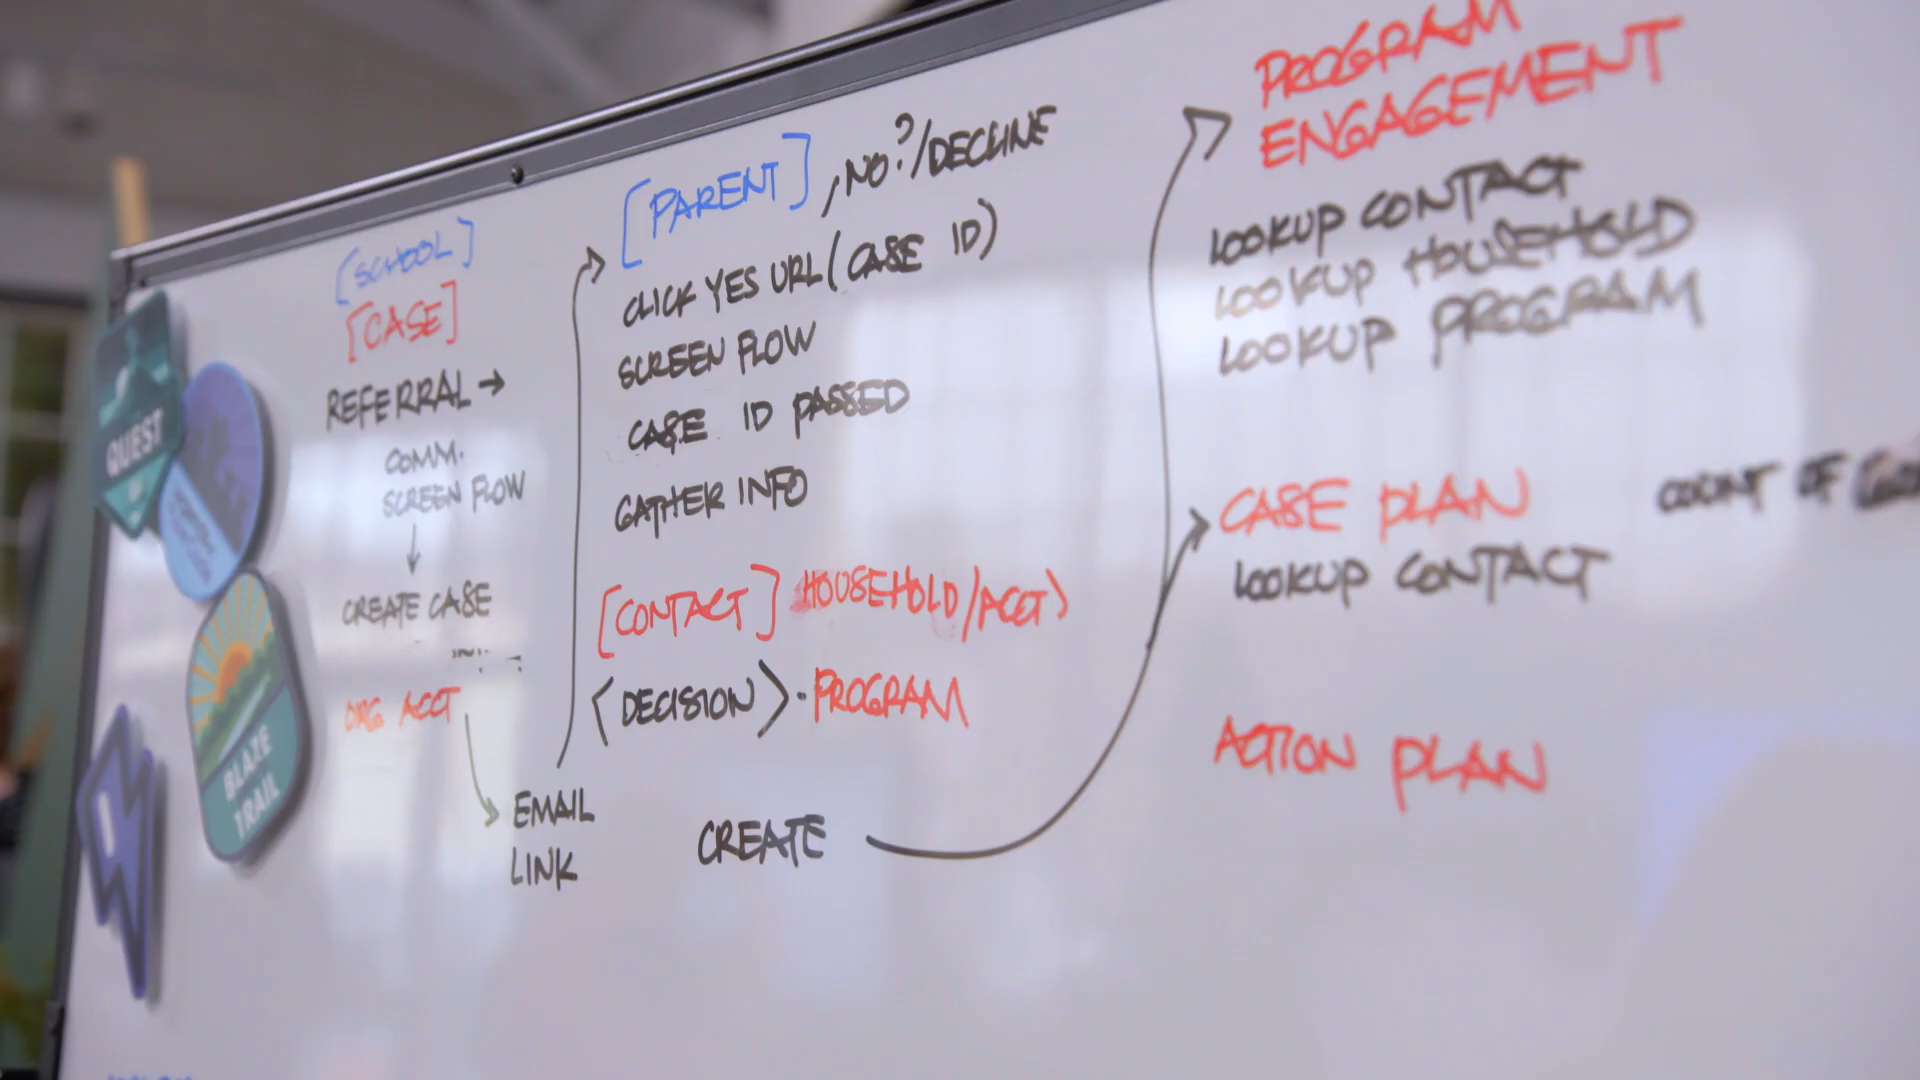 [SCHOOL]
[CASE]
REFERRAL →
COMM.
SCREEN FLOW
CREATE CASE
ACCT
EMAIL
LINK
[PARENT], NO?/DECLINE
CLICK YES URL (CASE ID)
SCREEN FLOW
CASE ID PASSED
GATHER INFO
[CONTACT] HOUSEHOLD/ACCT)
<DECISION> · PROGRAM
CREATE
PROGRAM
ENGAGEMENT
LOOKUP CONTACT
LOOKUP HOUSEHOLD
LOOKUP PROGRAM
CASE PLAN
LOOKUP CONTACT
COUNT OF
ACTION PLAN
QUEST
BLAZE
TRAIL